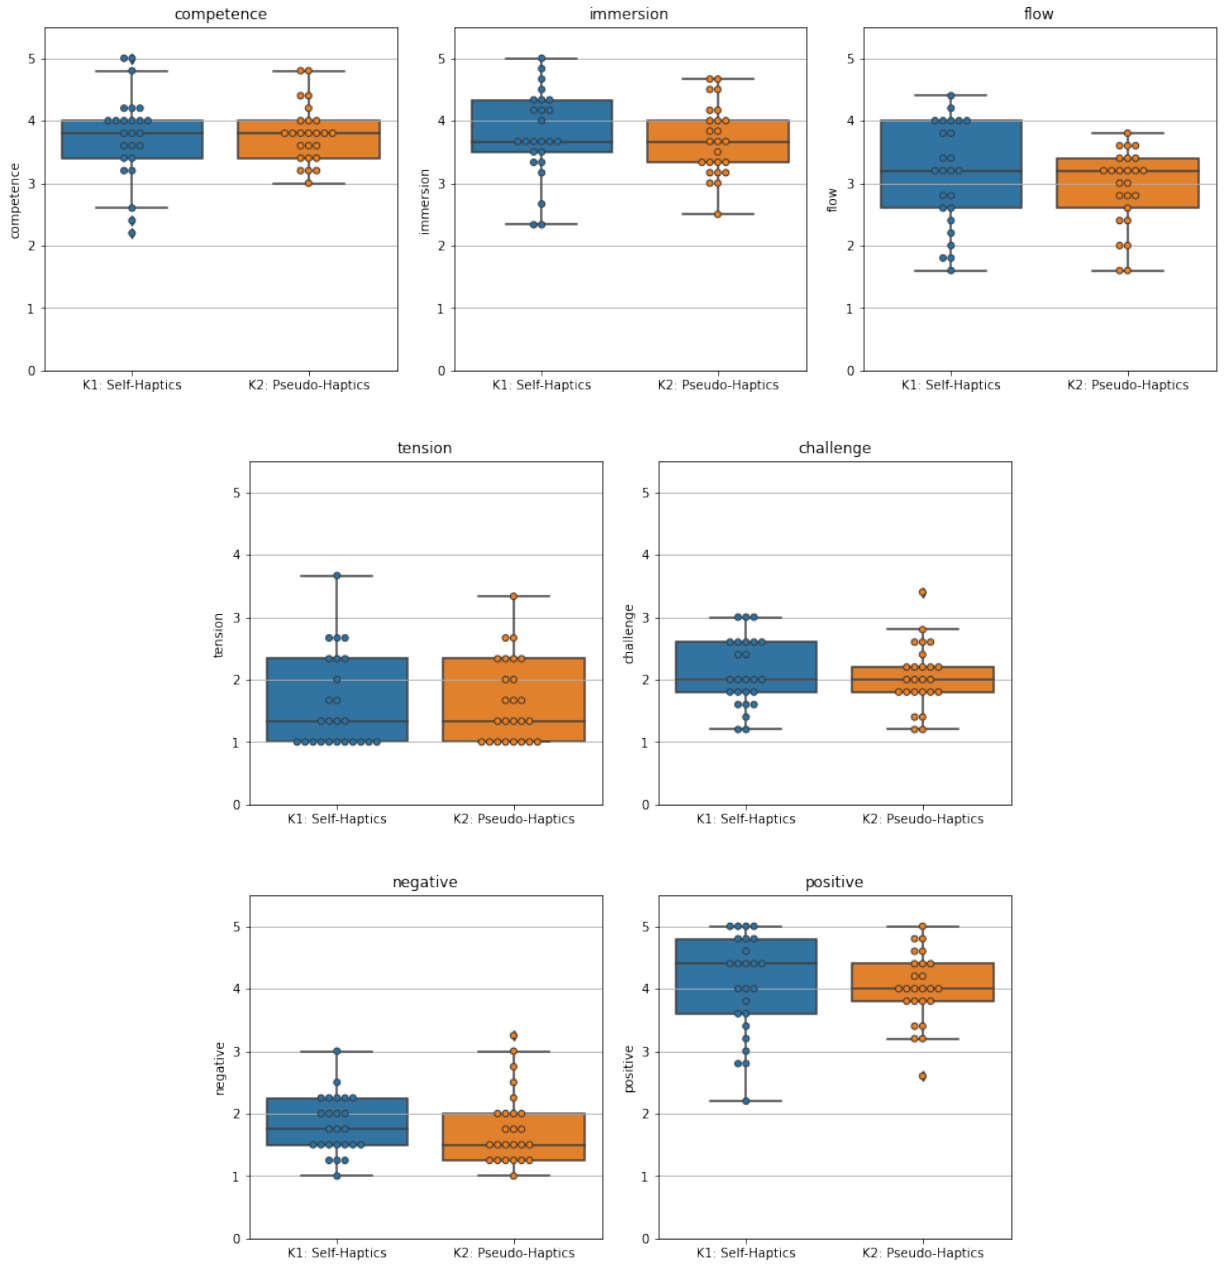 competence
immersion
flow
5
4
3
2
1
0
competence
K1: Self-Haptics
K2: Pseudo-Haptics
5
4
3
2
1
0
immersion
K1: Self-Haptics
K2: Pseudo-Haptics
5
4
3
2
1
0
flow
K1: Self-Haptics
K2: Pseudo-Haptics
tension
challenge
5
4
3
2
1
0
tension
K1: Self-Haptics
K2: Pseudo-Haptics
5
4
3
2
1
0
challenge
K1: Self-Haptics
K2: Pseudo-Haptics
negative
positive
5
4
3
2
1
0
negative
K1: Self-Haptics
K2: Pseudo-Haptics
5
4
3
2
1
0
positive
K1: Self-Haptics
K2: Pseudo-Haptics